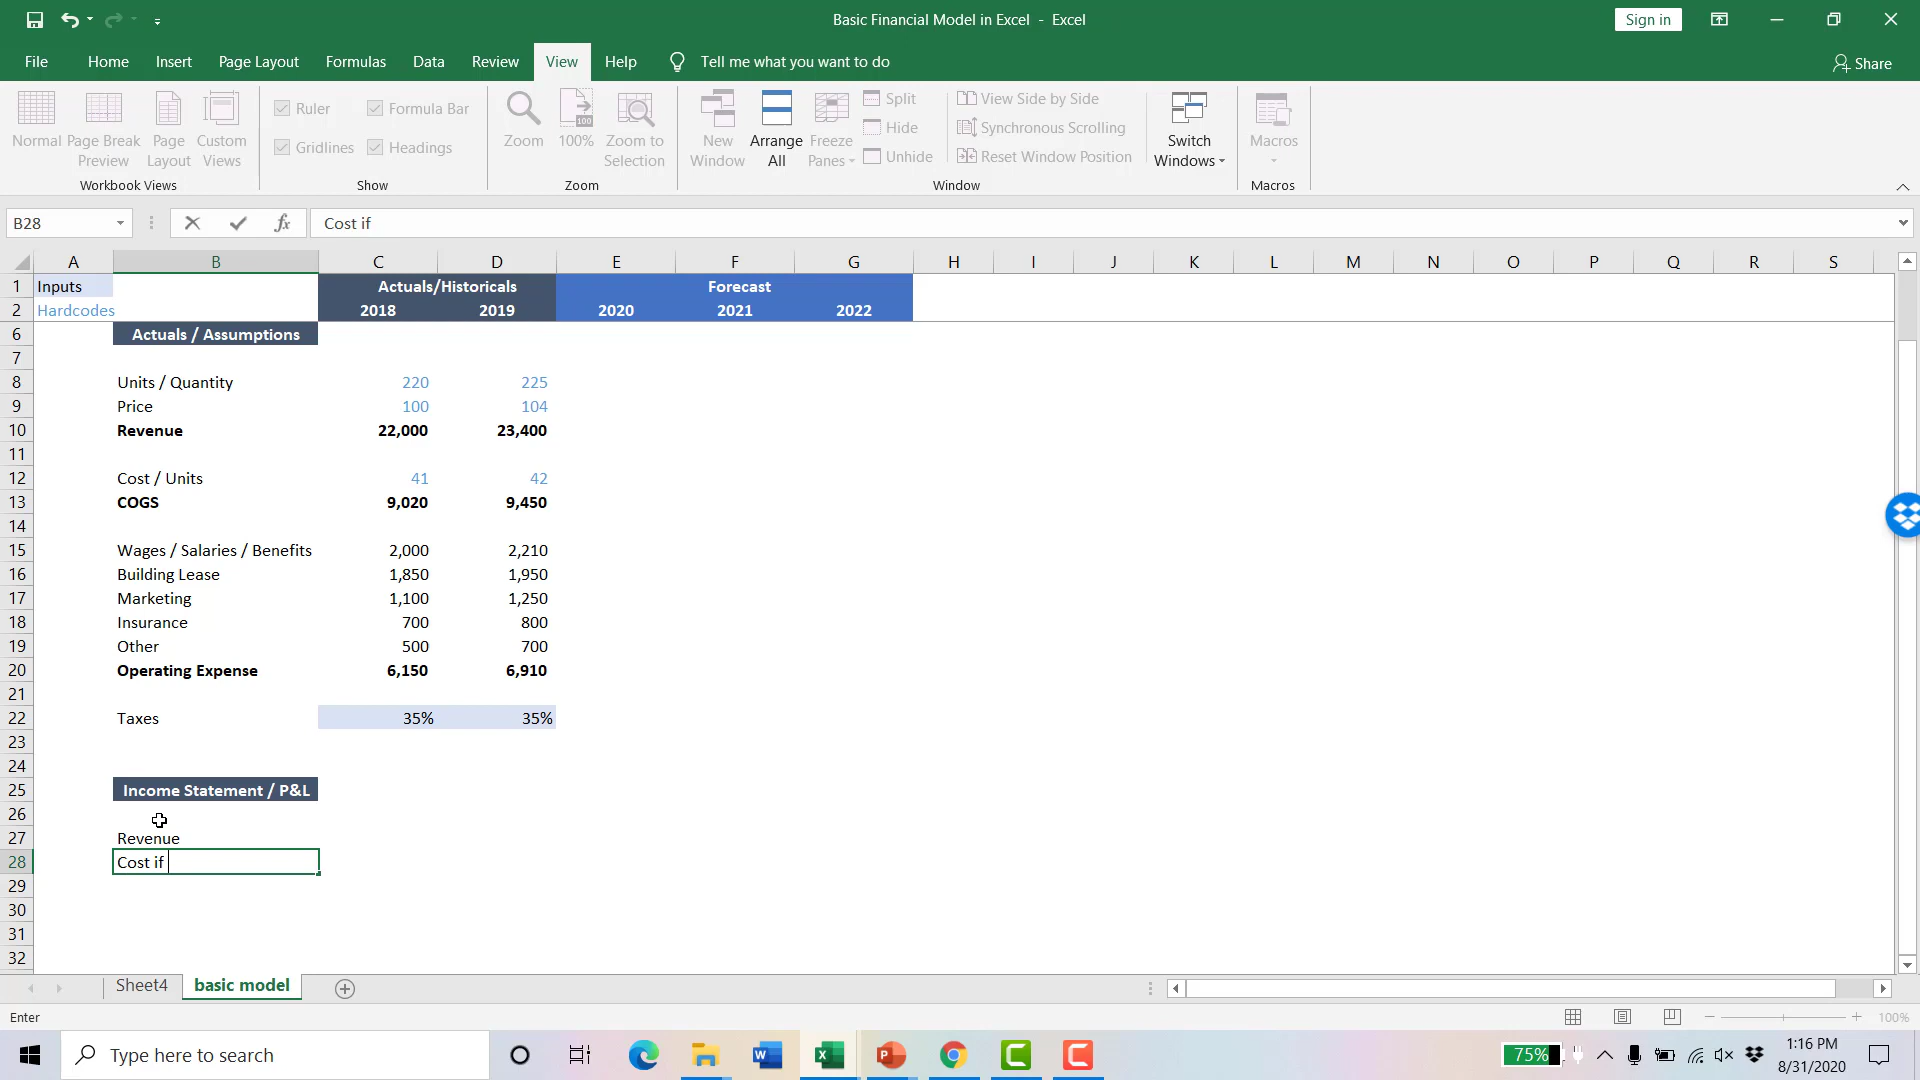 Basic Financial Model in Excel - Excel
Sign in
File Home Insert Page Layout Formulas Data Review View Help Tell me what you want to do
Share
Normal Page Break Preview Page Layout Custom Views
Workbook Views
Ruler Formula Bar
Gridlines Headings
Show
Zoom 100% Zoom to Selection
Zoom
New Window Arrange All Freeze Panes
Split
Hide
Unhide
View Side by Side
Synchronous Scrolling
Reset Window Position
Switch Windows
Window
Macros
Macros
B28 fx Cost if
A B C D E F G H I J K L M N O P Q R S
1 Inputs Actuals/Historicals Forecast
2 Hardcodes 2018 2019 2020 2021 2022
6 Actuals / Assumptions
7
8 Units / Quantity 220 225
9 Price 100 104
10 Revenue 22,000 23,400
11
12 Cost / Units 41 42
13 COGS 9,020 9,450
14
15 Wages / Salaries / Benefits 2,000 2,210
16 Building Lease 1,850 1,950
17 Marketing 1,100 1,250
18 Insurance 700 800
19 Other 500 700
20 Operating Expense 6,150 6,910
21
22 Taxes 35% 35%
23
24
25 Income Statement / P&L
26
27 Revenue
28 Cost if
29
30
31
32
Sheet4 basic model
Enter
100%
Type here to search
75%
1:16 PM
8/31/2020